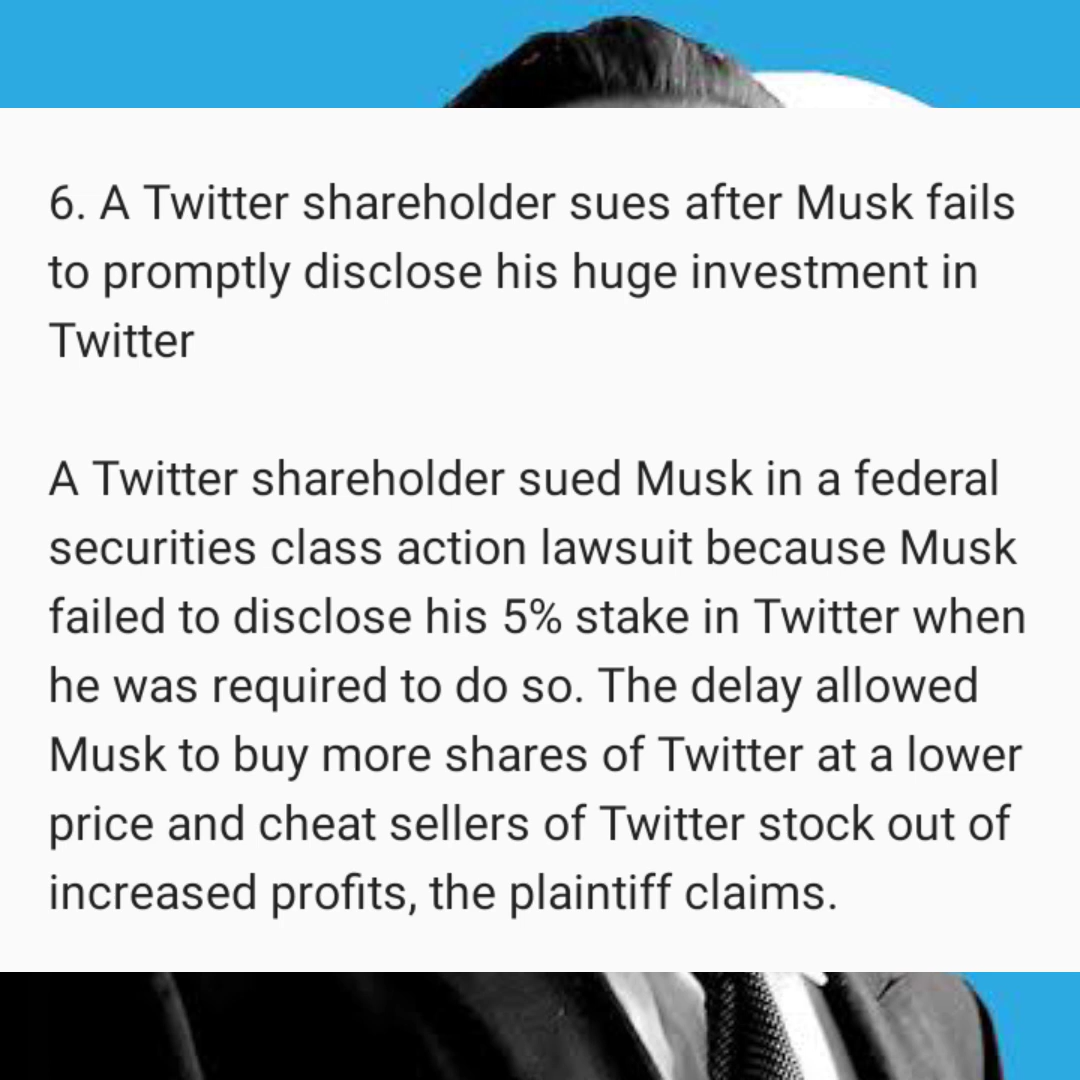 6. A Twitter shareholder sues after Musk fails
to promptly disclose his huge investment in
Twitter
A Twitter shareholder sued Musk in a federal
securities class action lawsuit because Musk
failed to disclose his 5% stake in Twitter when
he was required to do so. The delay allowed
Musk to buy more shares of Twitter at a lower
price and cheat sellers of Twitter stock out of
increased profits, the plaintiff claims.